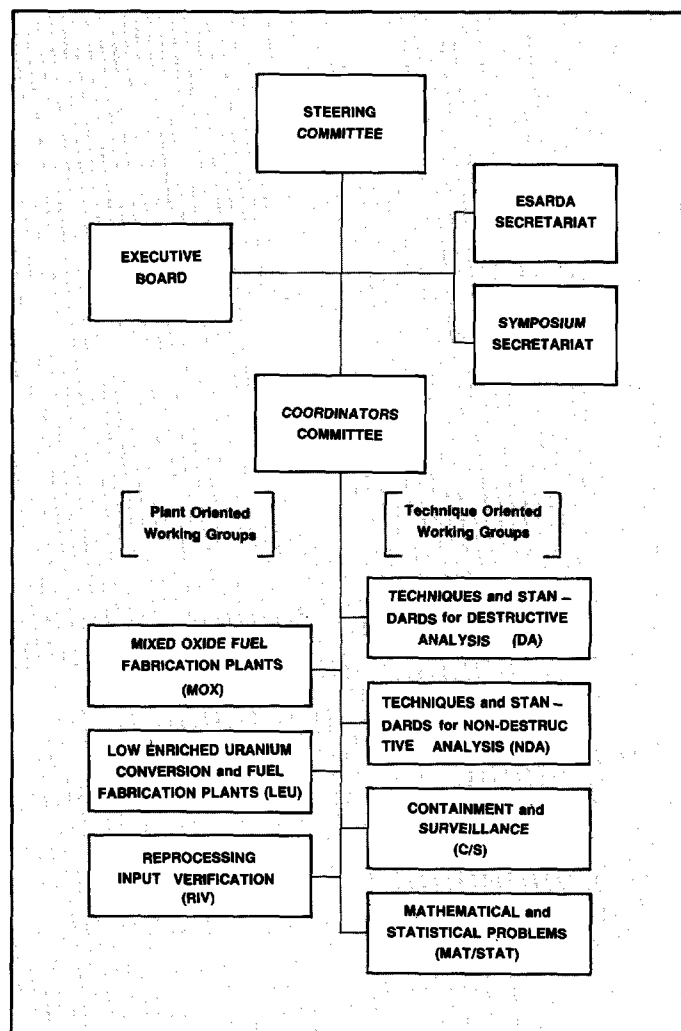 STEERING
COMMITTEE
ESARDA
SECRETARIAT
EXECUTIVE
BOARD
SYMPOSIUM
SECRETARIAT
COORDINATORS
COMMITTEE
Plant Oriented
Working Groups
Technique Oriented
Working Groups
MIXED OXIDE FUEL
FABRICATION PLANTS
(MOX)
LOW ENRICHED URANIUM
CONVERSION and FUEL
FABRICATION PLANTS (LEU)
REPROCESSING
INPUT VERIFICATION
(RIV)
TECHNIQUES and STAN –
DARDS for DESTRUCTIVE
ANALYSIS (DA)
TECHNIQUES and STAN –
DARDS for NON-DESTRUC
TIVE ANALYSIS (NDA)
CONTAINMENT and
SURVEILLANCE
(C/S)
MATHEMATICAL and
STATISTICAL PROBLEMS
(MAT/STAT)